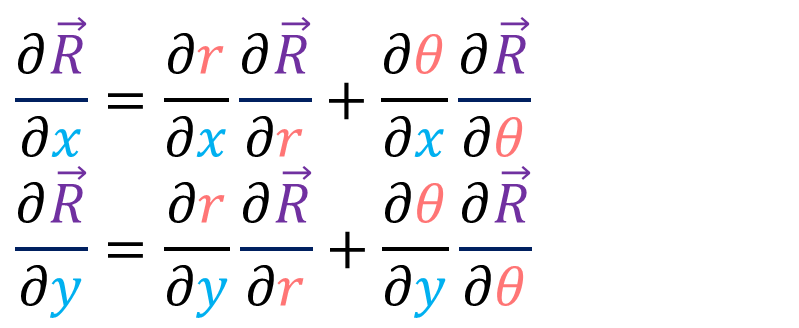 ∂R⃗/∂x = ∂r/∂x ∂R⃗/∂r + ∂θ/∂x ∂R⃗/∂θ
∂R⃗/∂y = ∂r/∂y ∂R⃗/∂r + ∂θ/∂y ∂R⃗/∂θ